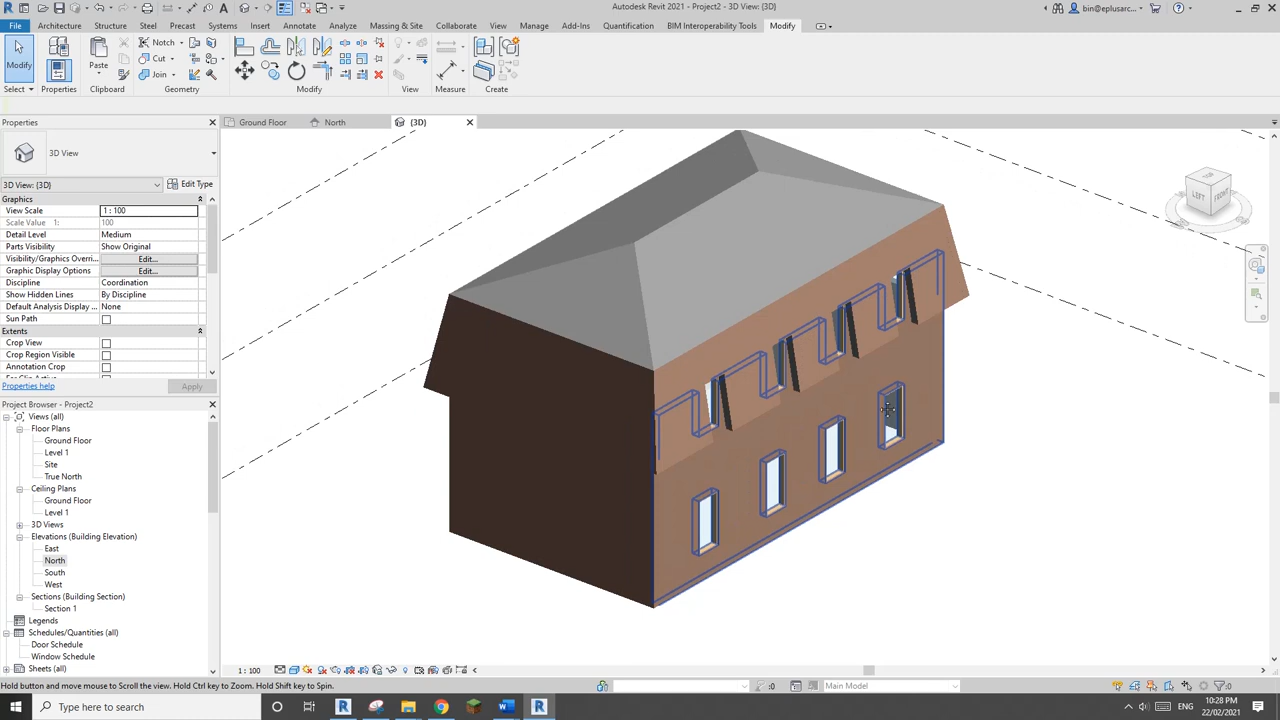 Autodesk Revit 2021 - Project2 - 3D View: {3D}
bin@eplusarc...
File
Architecture
Structure
Steel
Precast
Systems
Insert
Annotate
Analyze
Massing & Site
Collaborate
View
Manage
Add-Ins
Quantification
BIM Interoperability Tools
Modify
Modify
Properties
Paste
Notch
Cut
Join
Select
Properties
Clipboard
Geometry
Modify
View
Measure
Create
Properties
Ground Floor
North
{3D}
3D View
3D View: {3D}
Edit Type
Graphics
View Scale
1 : 100
Scale Value 1:
100
Detail Level
Medium
Parts Visibility
Show Original
Visibility/Graphics Overri...
Edit...
Graphic Display Options
Edit...
Discipline
Coordination
Show Hidden Lines
By Discipline
Default Analysis Display ...
None
Sun Path
Extents
Crop View
Crop Region Visible
Annotation Crop
Properties help
Apply
Project Browser - Project2
Views (all)
Floor Plans
Ground Floor
Level 1
Site
True North
Ceiling Plans
Ground Floor
Level 1
3D Views
Elevations (Building Elevation)
East
North
South
West
Sections (Building Section)
Section 1
Legends
Schedules/Quantities (all)
Door Schedule
Window Schedule
Sheets (all)
TOP
LEFT
FRONT
1 : 100
Hold button and move mouse to Scroll the view. Hold Ctrl key to Zoom. Hold Shift key to Spin.
:0
Main Model
:0
Type here to search
ENG
10:28 PM
22/02/2021